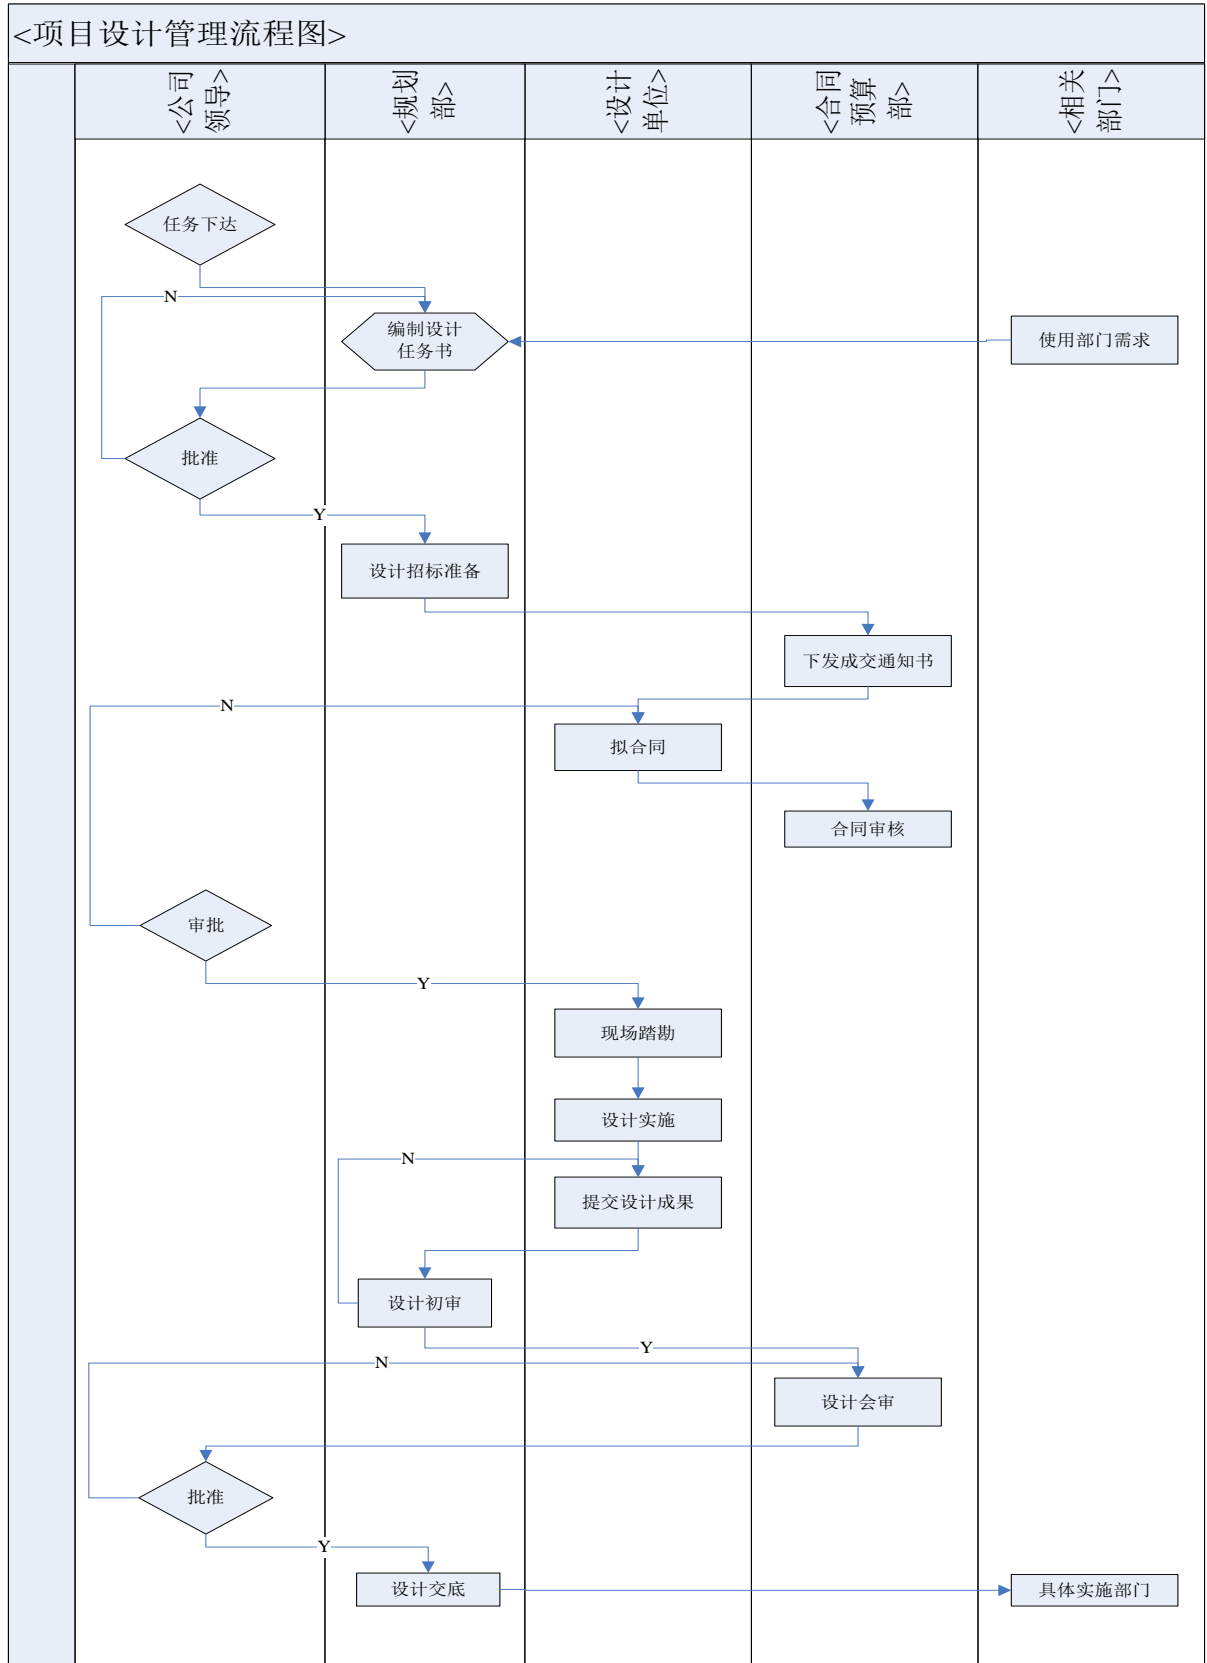 <项目设计管理流程图>
<公司
领导>
<规划
部>
<设计
单位>
<合同
预算
部>
<相关
部门>
任务下达
N
编制设计
任务书
使用部门需求
批准
Y
设计招标准备
下发成交通知书
N
拟合同
合同审核
审批
Y
现场踏勘
设计实施
N
提交设计成果
设计初审
Y
N
设计会审
批准
Y
设计交底
具体实施部门